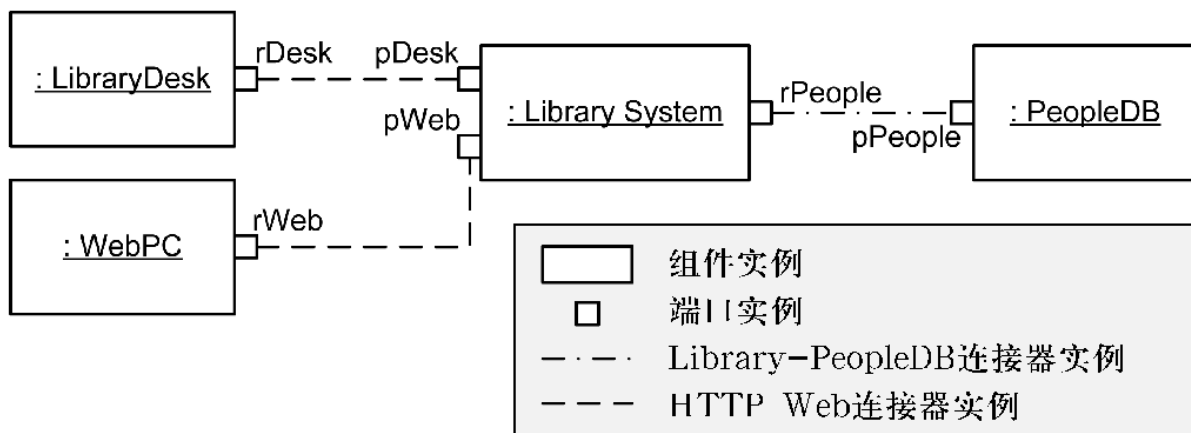 : LibraryDesk
rDesk
pDesk
pWeb
: Library System
rPeople
pPeople
: PeopleDB
: WebPC
rWeb
组件实例
端口实例
Library-PeopleDB连接器实例
HTTP Web连接器实例